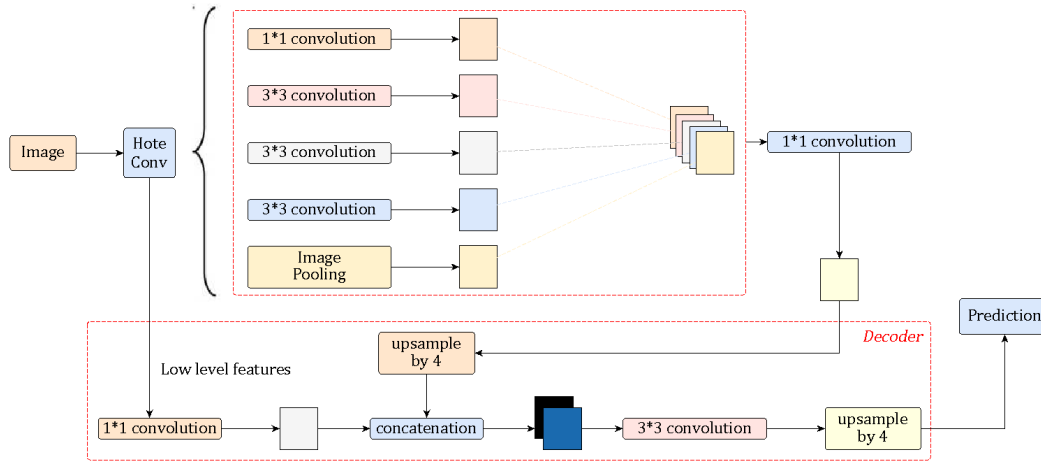 1*1 convolution
3*3 convolution
Image
Hote
Conv
3*3 convolution
1*1 convolution
3*3 convolution
Image
Pooling
Prediction
Decoder
upsample
by 4
Low level features
1*1 convolution
concatenation
3*3 convolution
upsample
by 4